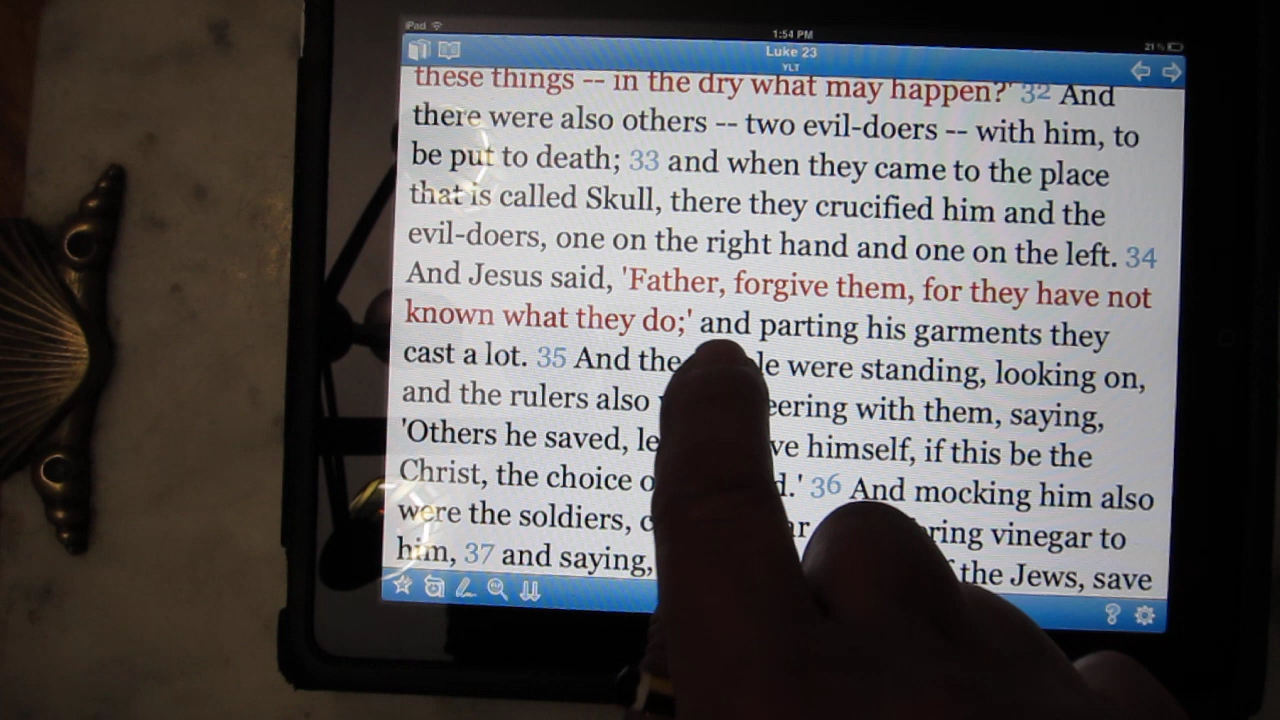 iPad
1:54 PM
21%
Luke 23
YLT
these things -- in the dry what may happen?' 32 And
there were also others -- two evil-doers -- with him, to
be put to death; 33 and when they came to the place
that is called Skull, there they crucified him and the
evil-doers, one on the right hand and one on the left. 34
And Jesus said, 'Father, forgive them, for they have not
known what they do;' and parting his garments they
cast a lot. 35 And the were standing, looking on,
and the rulers also with them, saying,
'Others he saved, himself, if this be the
Christ, the choice 36 And mocking him also
were the soldiers, vinegar to
him, 37 and saying, the Jews, save